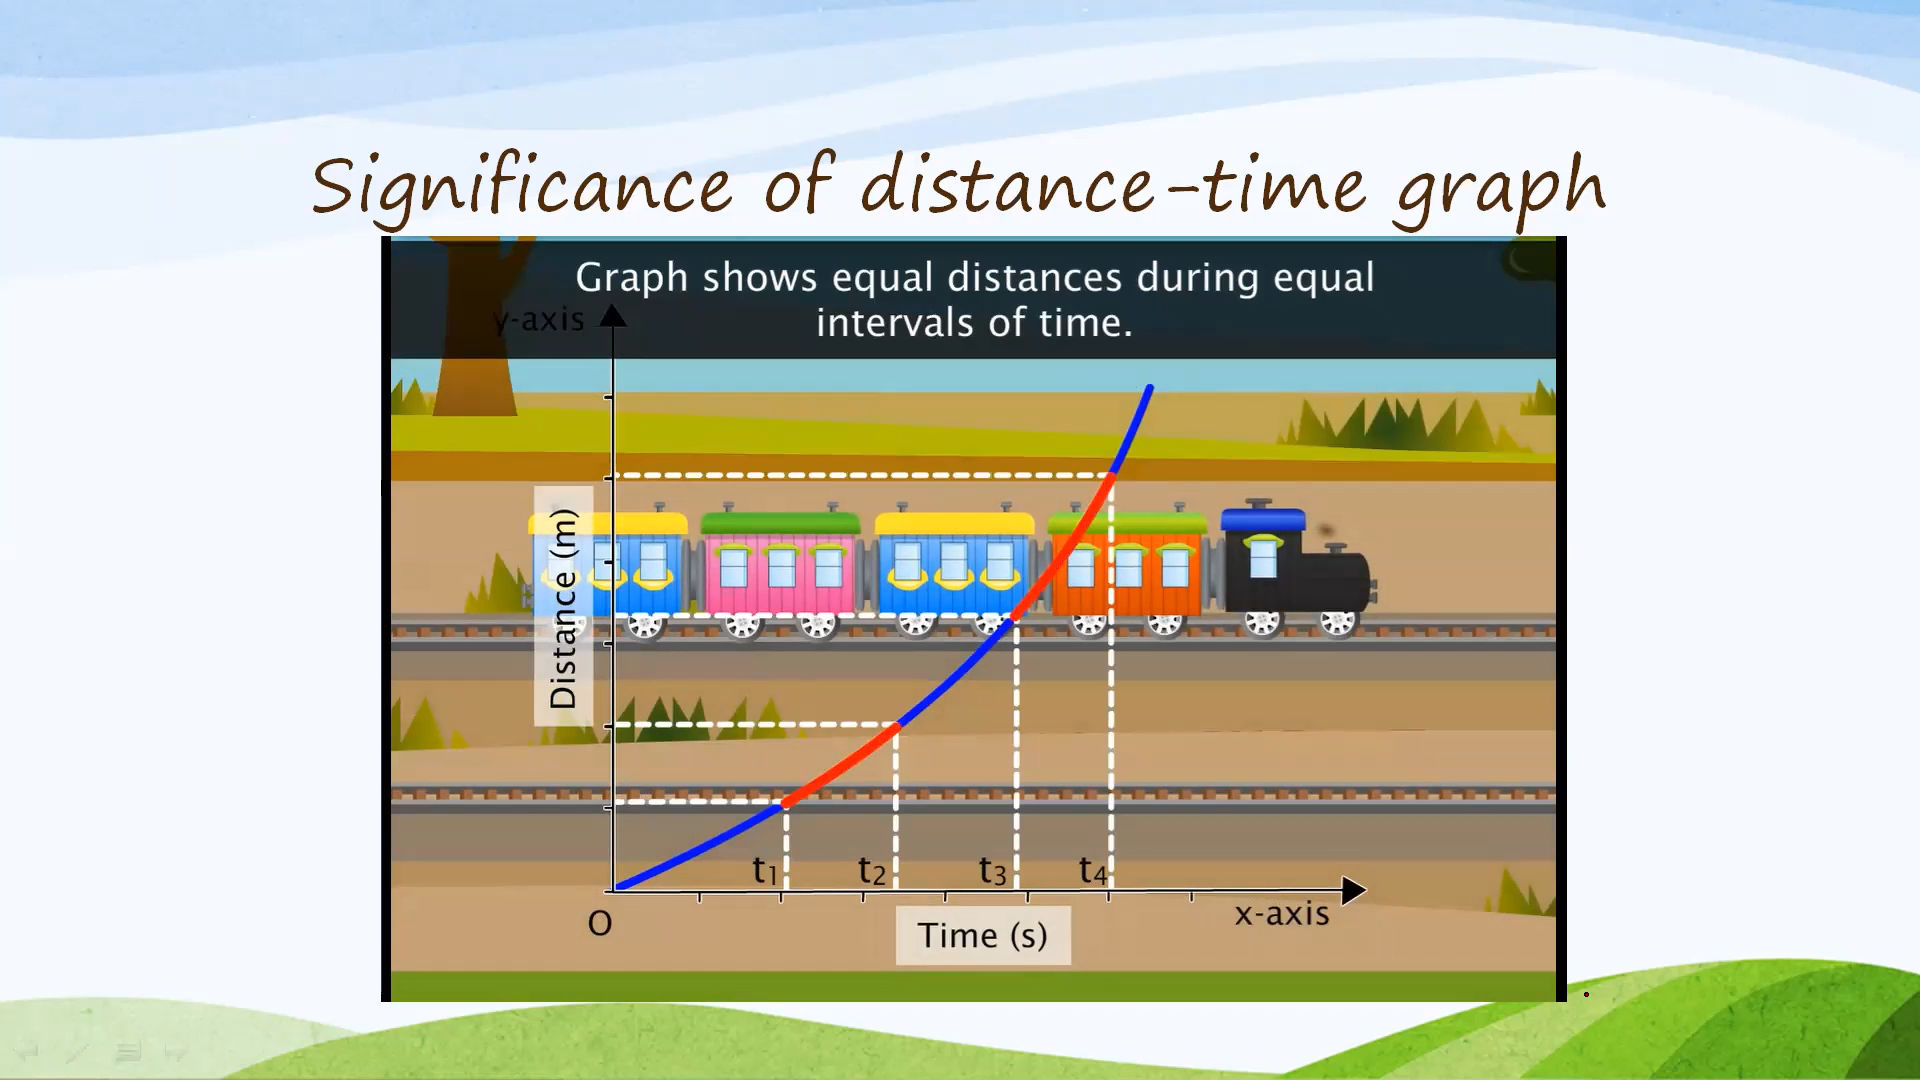 Significance of distance-time graph
Graph shows equal distances during equal
intervals of time.
y-axis
Distance (m)
t1 t2 t3 t4
O
x-axis
Time (s)